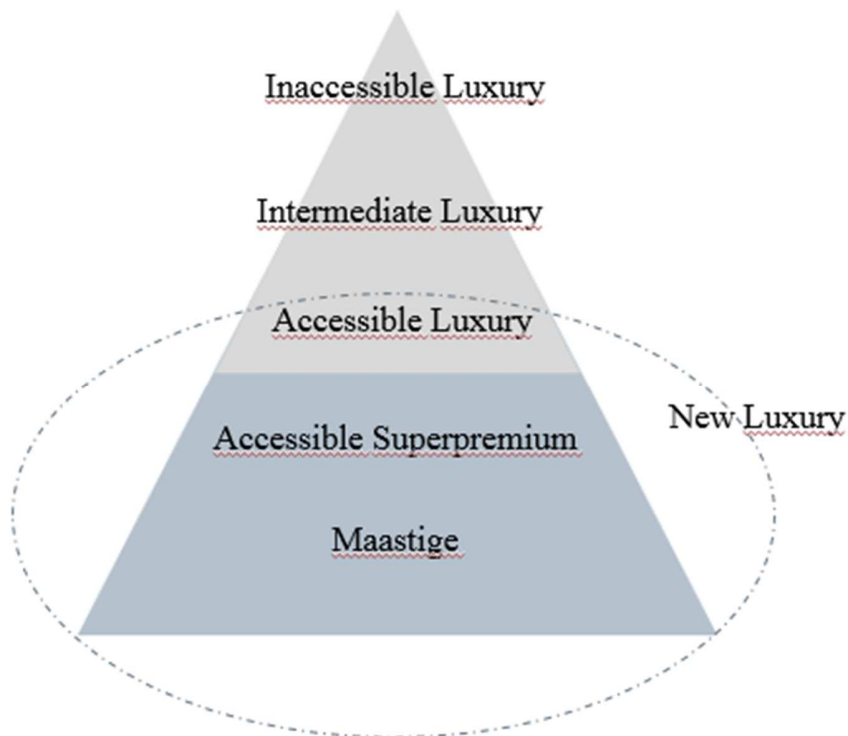 Inaccessible Luxury
Intermediate Luxury
Accessible Luxury
New Luxury
Accessible Superpremium
Maastige